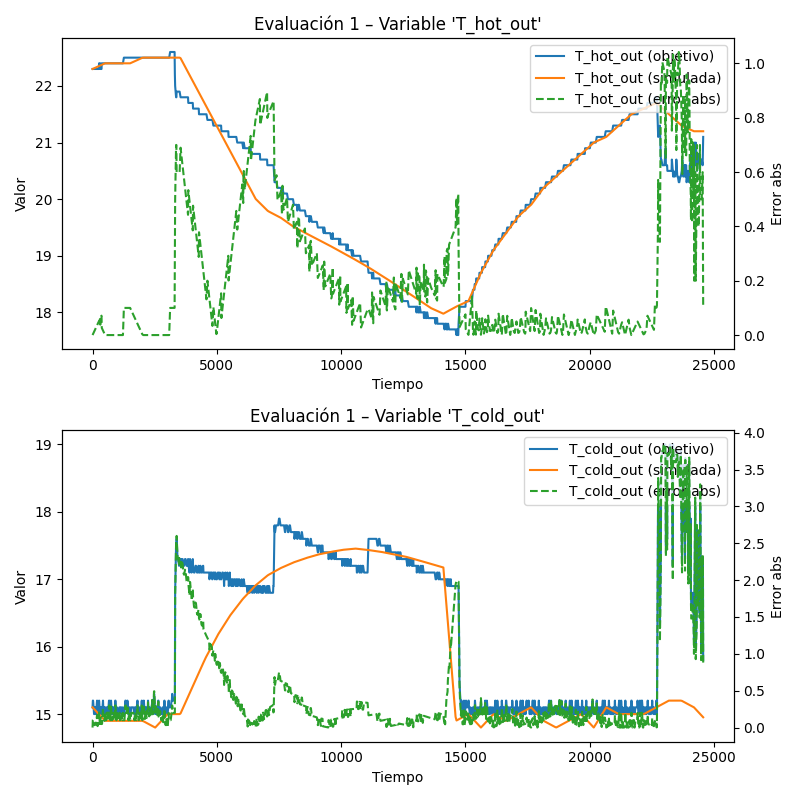 Evaluación 1 – Variable 'T_hot_out'
T_hot_out (objetivo)
T_hot_out (simulada)
T_hot_out (error abs)
22
21
20
19
18
1.0
0.8
0.6
0.4
0.2
0.0
Valor
Error abs
0
5000
10000
15000
20000
25000
Tiempo
Evaluación 1 – Variable 'T_cold_out'
T_cold_out (objetivo)
T_cold_out (simulada)
T_cold_out (error abs)
19
18
17
16
15
4.0
3.5
3.0
2.5
2.0
1.5
1.0
0.5
0.0
Valor
Error abs
0
5000
10000
15000
20000
25000
Tiempo